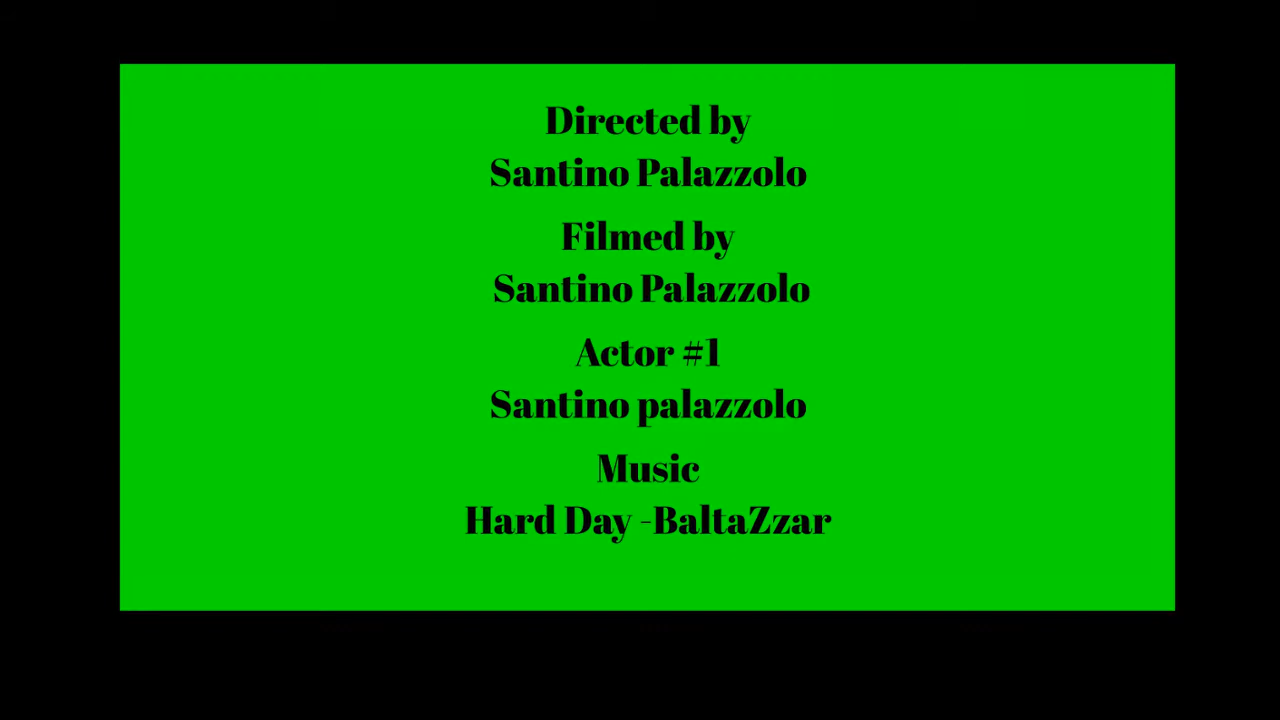 Directed by
Santino Palazzolo
Filmed by
Santino Palazzolo
Actor #1
Santino palazzolo
Music
Hard Day -BaltaZzar